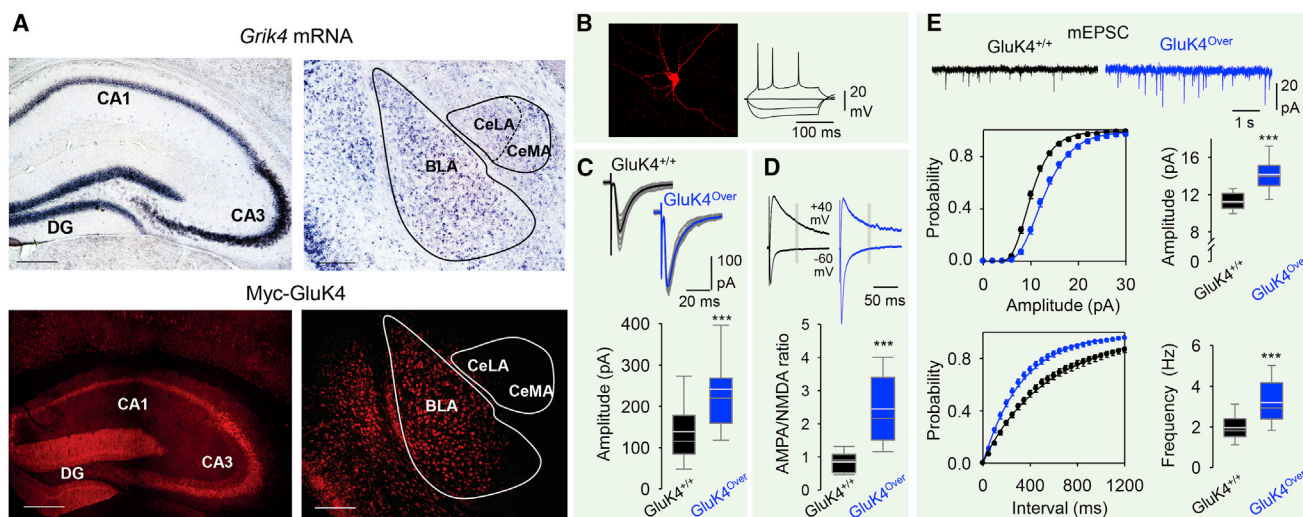 A
Grik4 mRNA
CA1
CA3
DG
BLA
CeLA
CeMA
Myc-GluK4
CA1
CA3
DG
BLA
CeLA
CeMA
B
20
mV
100 ms
C
GluK4+/+
GluK4Over
100
pA
20 ms
Amplitude (pA)
400
300
200
100
0
***
GluK4+/+
GluK4Over
D
+40
mV
-60
mV
50 ms
AMPA/NMDA ratio
5
4
3
2
1
0
***
GluK4+/+
GluK4Over
E
mEPSC
GluK4+/+
GluK4Over
20
pA
1 s
Probability
0.8
0.4
0.0
0 10 20 30
Amplitude (pA)
Amplitude (pA)
16
12
8
0
***
GluK4+/+
GluK4Over
Probability
0.8
0.4
0.0
0 400 800 1200
Interval (ms)
Frequency (Hz)
6
4
2
0
***
GluK4+/+
GluK4Over